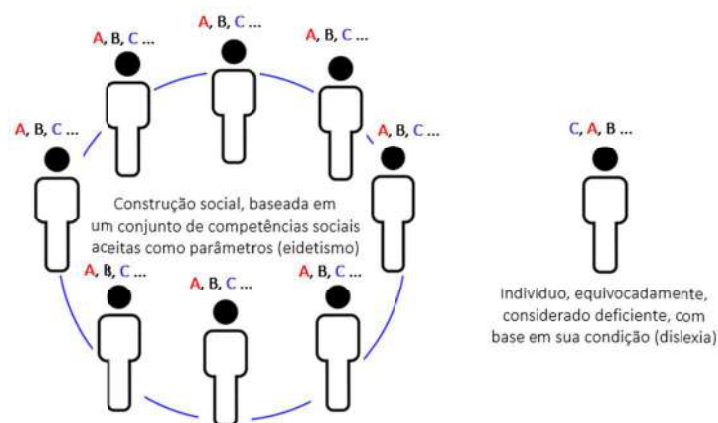 A, B, C ...
A, B, C ...
A, B, C ...
A, B, C ...
A, B, C ...
C, A, B ...
Construção social, baseada em
um conjunto de competências sociais
aceitas como parâmetros (eidetismo)
A, B, C ...
A, B, C ...
A, B, C ...
Indivíduo, equivocadamente,
considerado deficiente, com
base em sua condição (dislexia)